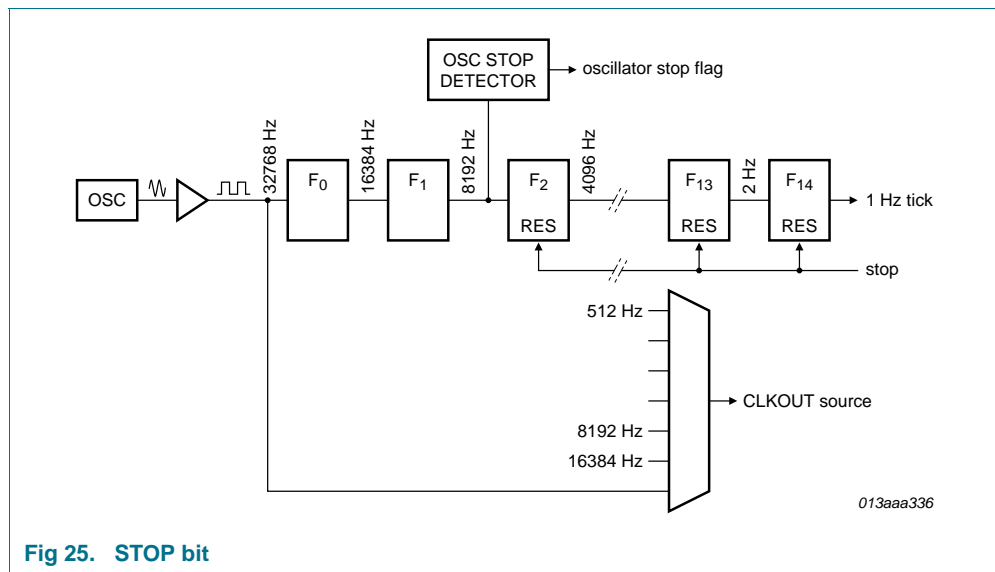 OSC STOP
DETECTOR
oscillator stop flag
32768 Hz
16384 Hz
8192 Hz
4096 Hz
2 Hz
OSC
F0
F1
F2
RES
F13
RES
F14
RES
1 Hz tick
stop
512 Hz
CLKOUT source
8192 Hz
16384 Hz
013aaa336
Fig 25. STOP bit